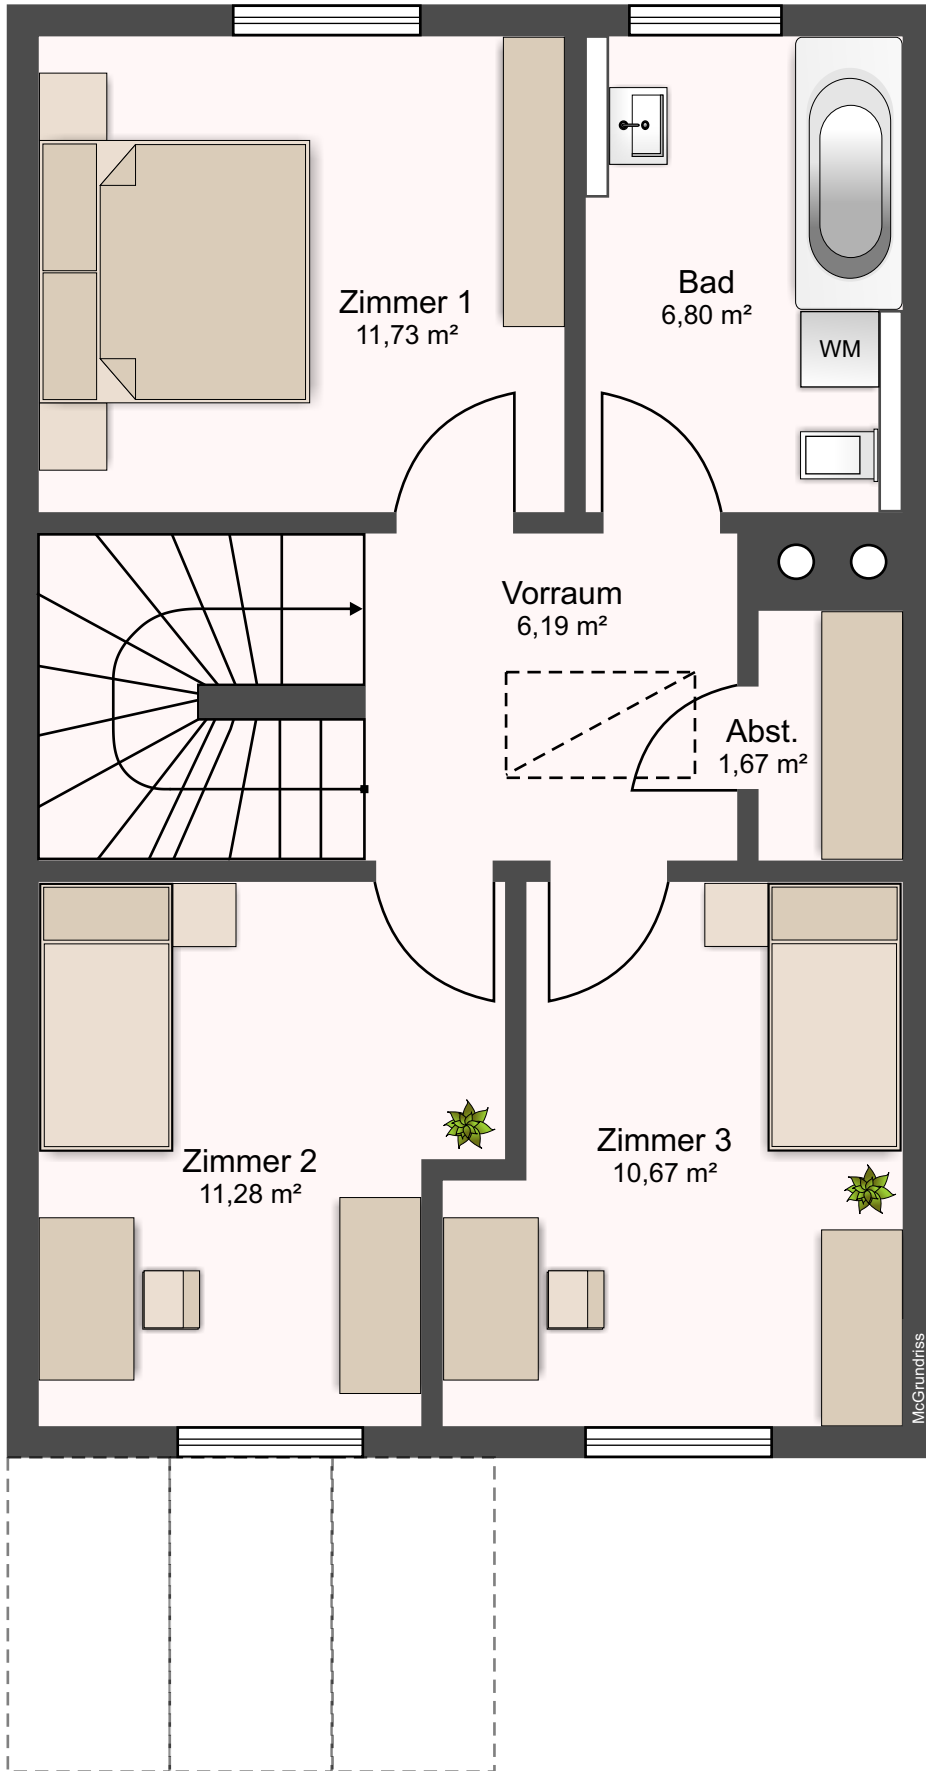 Zimmer 1
11,73 m²
Bad
6,80 m²
WM
Vorraum
6,19 m²
Abst.
1,67 m²
Zimmer 2
11,28 m²
Zimmer 3
10,67 m²
McGrundriss